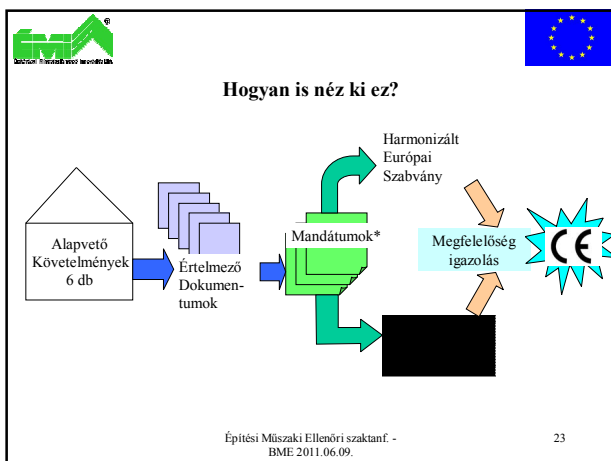 ÉMI
Hogyan is néz ki ez?
Harmonizált
Európai
Szabvány
Alapvető
Követelmények
6 db
Értelmező
Dokumen-
tumok
Mandátumok*
Megfelelőség
igazolás
CE
Építési Műszaki Ellenőri szaktanf. -
BME 2011.06.09.
23